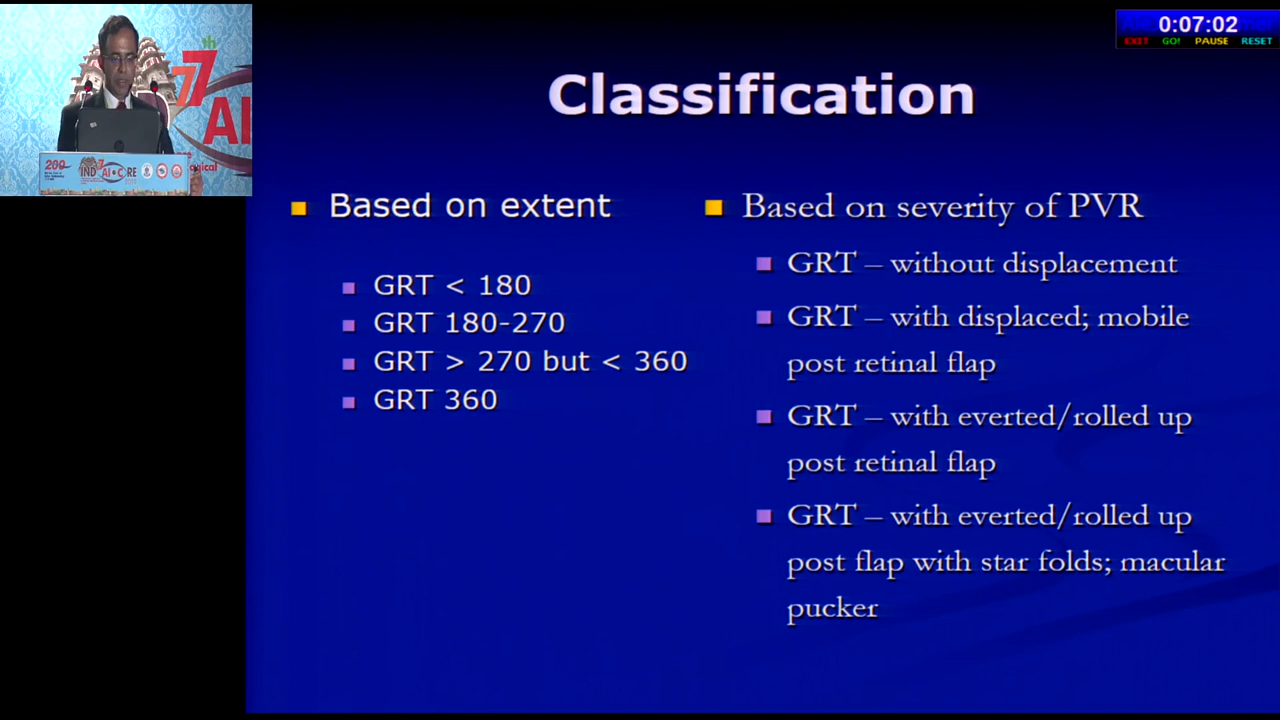 0:07:02
EXIT GO! PAUSE RESET
Classification
Based on extent
GRT < 180
GRT 180-270
GRT > 270 but < 360
GRT 360
Based on severity of PVR
GRT – without displacement
GRT – with displaced; mobile
post retinal flap
GRT – with everted/rolled up
post retinal flap
GRT – with everted/rolled up
post flap with star folds; macular
pucker
77
th
AI